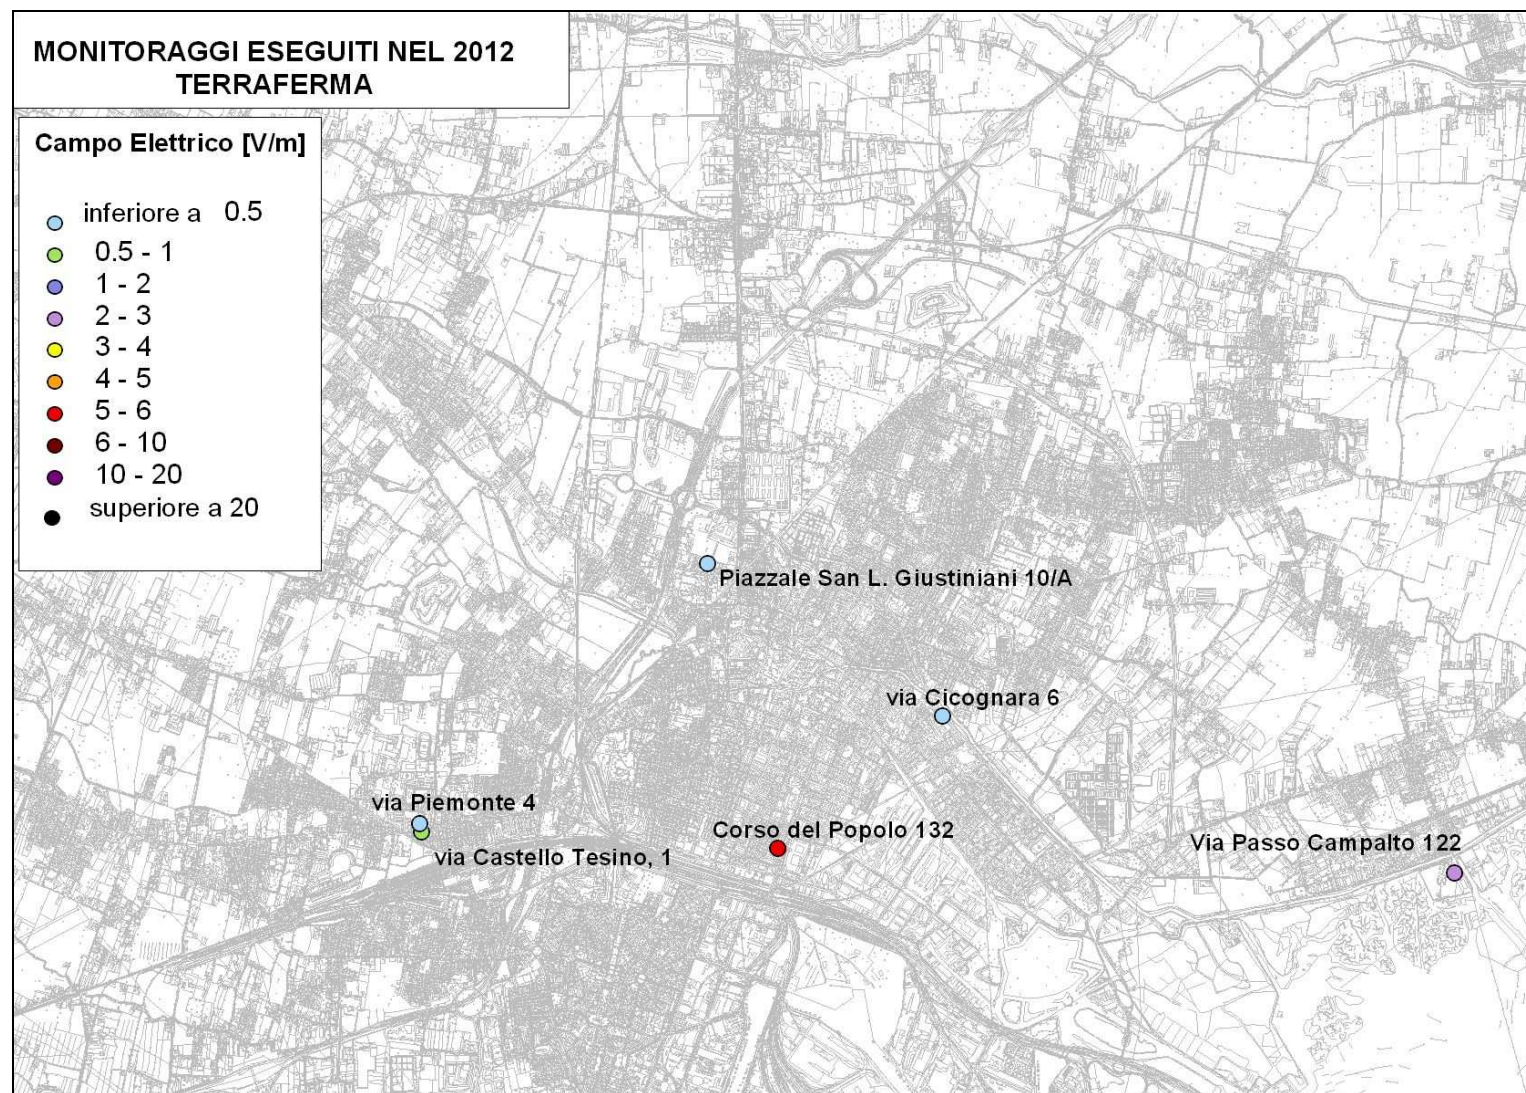 MONITORAGGI ESEGUITI NEL 2012
TERRAFERMA
Campo Elettrico [V/m]
inferiore a 0.5
0.5 - 1
1 - 2
2 - 3
3 - 4
4 - 5
5 - 6
6 - 10
10 - 20
superiore a 20
Piazzale San L. Giustiniani 10/A
via Cicognara 6
via Piemonte 4
Corso del Popolo 132
Via Passo Campalto 122
via Castello Tesino, 1